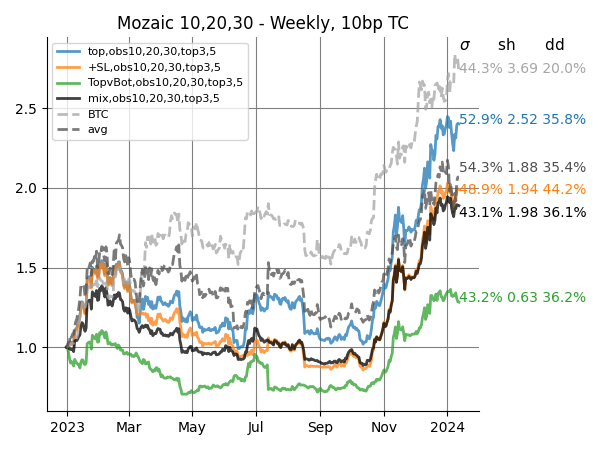 Mozaic 10,20,30 - Weekly, 10bp TC
σ sh dd
top,obs10,20,30,top3,5
+SL,obs10,20,30,top3,5
TopvBot,obs10,20,30,top3,5
mix,obs10,20,30,top3,5
BTC
avg
44.3% 3.69 20.0%
52.9% 2.52 35.8%
54.3% 1.88 35.4%
48.9% 1.94 44.2%
43.1% 1.98 36.1%
43.2% 0.63 36.2%
2.5
2.0
1.5
1.0
2023 Mar May Jul Sep Nov 2024